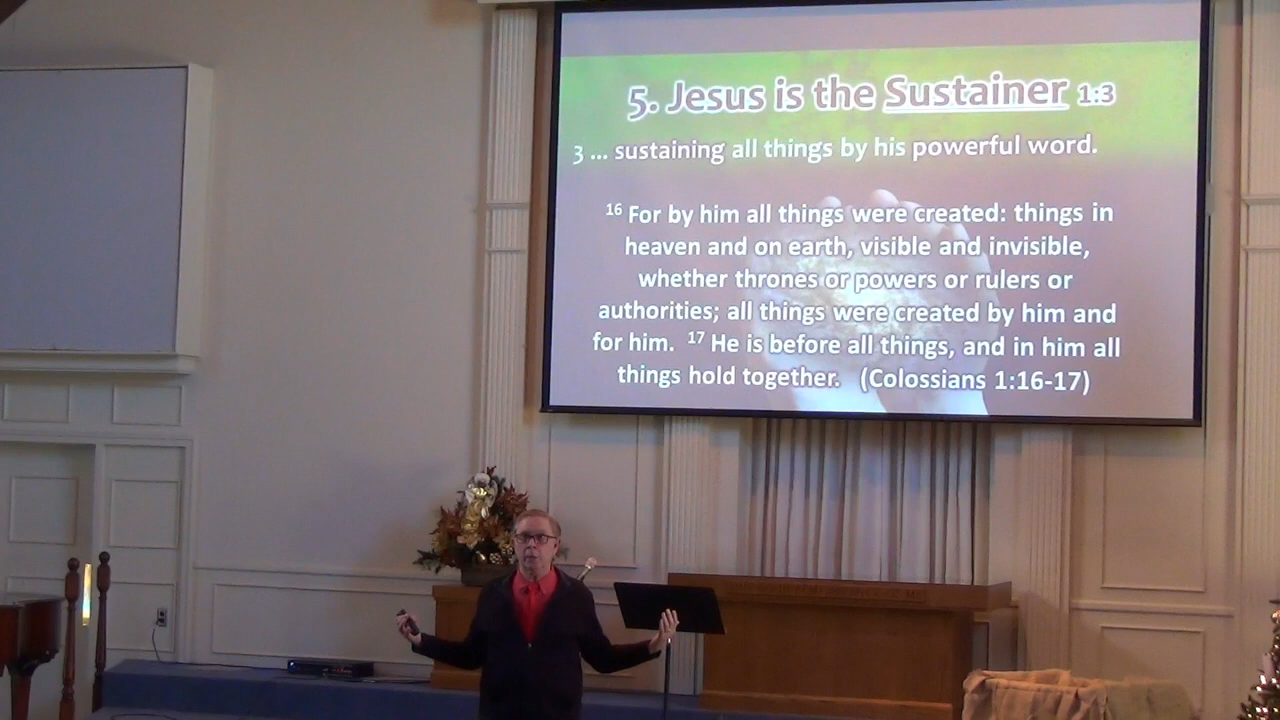 5. Jesus is the Sustainer 1:3
3 ... sustaining all things by his powerful word.
16 For by him all things were created: things in
heaven and on earth, visible and invisible,
whether thrones or powers or rulers or
authorities; all things were created by him and
for him. 17 He is before all things, and in him all
things hold together. (Colossians 1:16-17)